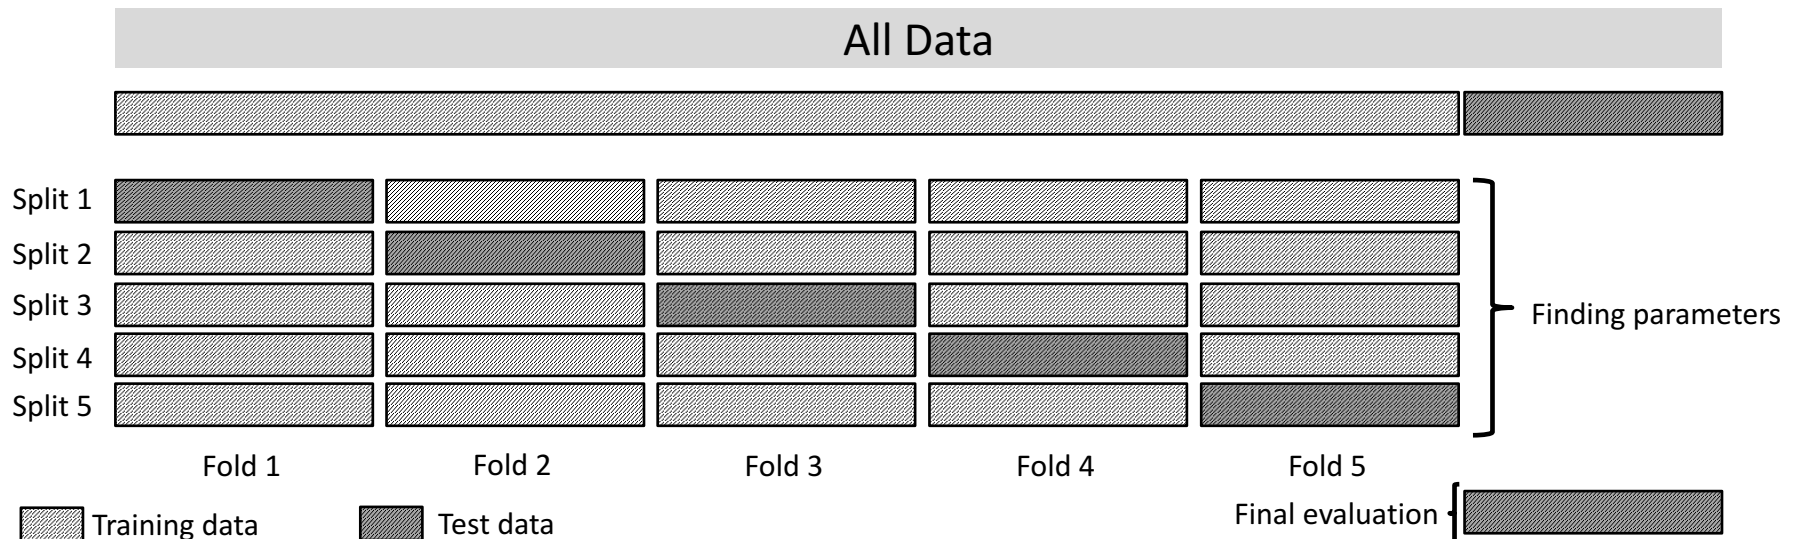 All Data
Split 1
Split 2
Split 3
Finding parameters
Split 4
Split 5
Fold 1 Fold 2 Fold 3 Fold 4 Fold 5
Final evaluation
Training data Test data